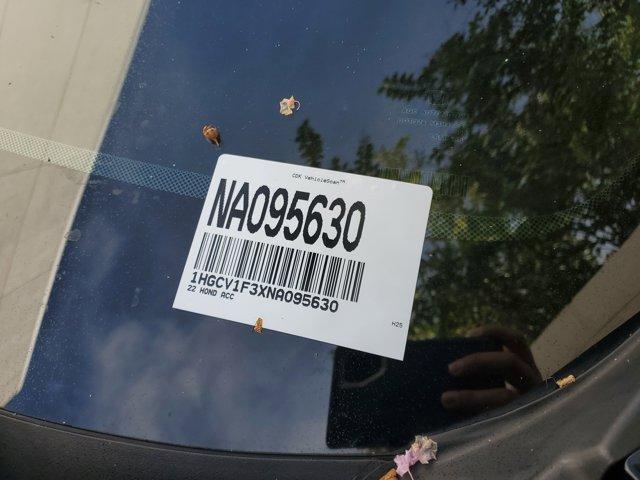 CDK VehicleScan™
NA095630
1HGCV1F3XNA095630
22 HOND ACC
H25